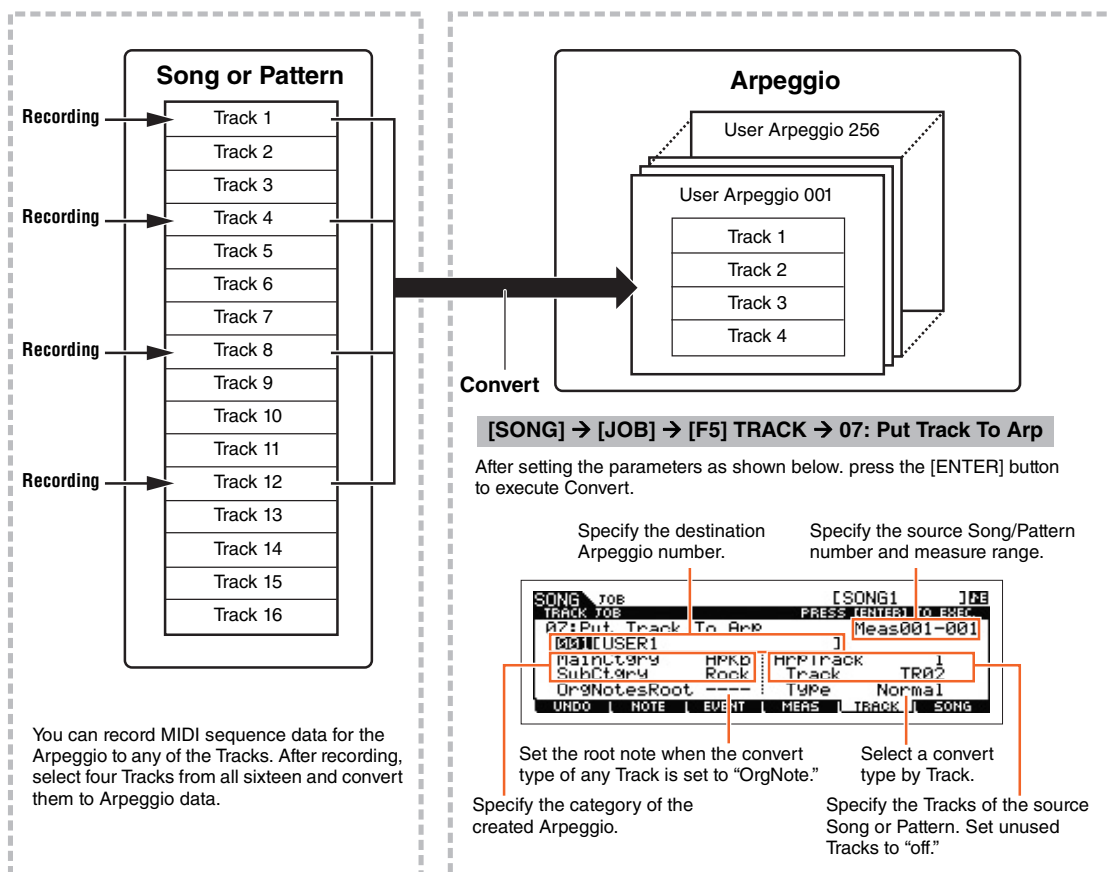 Song or Pattern
Recording
Track 1
Track 2
Track 3
Recording
Track 4
Track 5
Track 6
Track 7
Recording
Track 8
Track 9
Track 10
Track 11
Recording
Track 12
Track 13
Track 14
Track 15
Track 16
You can record MIDI sequence data for the
Arpeggio to any of the Tracks. After recording,
select four Tracks from all sixteen and convert
them to Arpeggio data.
Convert
Arpeggio
User Arpeggio 256
User Arpeggio 001
Track 1
Track 2
Track 3
Track 4
[SONG] → [JOB] → [F5] TRACK → 07: Put Track To Arp
After setting the parameters as shown below. press the [ENTER] button
to execute Convert.
Specify the destination
Arpeggio number.
Specify the source Song/Pattern
number and measure range.
SONG JOB [SONG1 ]
TRACK JOB PRESS [ENTER] TO EXEC.
07:Put Track To Arp Meas001-001
001[USER1 ]
MainCtgry ApKb ArpTrack 1
SubCtgry Rock Track TR02
OrgNotesRoot ---- Type Normal
UNDO NOTE EVENT MEAS TRACK SONG
Set the root note when the convert
type of any Track is set to “OrgNote.”
Select a convert
type by Track.
Specify the category of the
created Arpeggio.
Specify the Tracks of the source
Song or Pattern. Set unused
Tracks to “off.”